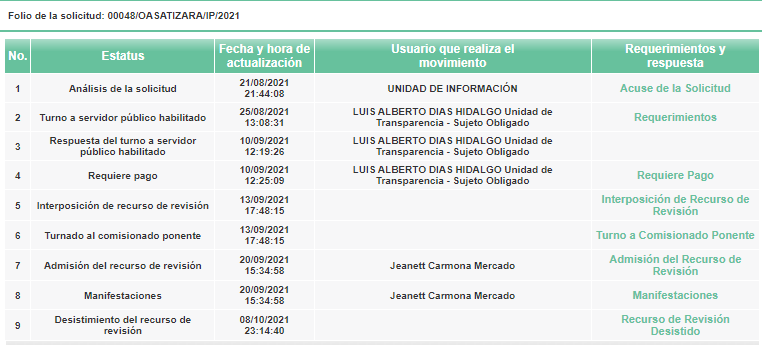 Folio de la solicitud: 00048/OASATIZARA/IP/2021
No. Estatus Fecha y hora de actualización Usuario que realiza el movimiento Requerimientos y respuesta
1 Análisis de la solicitud 21/08/2021 21:44:08 UNIDAD DE INFORMACIÓN Acuse de la Solicitud
2 Turno a servidor público habilitado 25/08/2021 13:08:31 LUIS ALBERTO DIAS HIDALGO Unidad de Transparencia - Sujeto Obligado Requerimientos
3 Respuesta del turno a servidor público habilitado 10/09/2021 12:19:26 LUIS ALBERTO DIAS HIDALGO Unidad de Transparencia - Sujeto Obligado
4 Requiere pago 10/09/2021 12:25:09 LUIS ALBERTO DIAS HIDALGO Unidad de Transparencia - Sujeto Obligado Requiere Pago
5 Interposición de recurso de revisión 13/09/2021 17:48:15 Interposición de Recurso de Revisión
6 Turnado al comisionado ponente 13/09/2021 17:48:15 Turno a Comisionado Ponente
7 Admisión del recurso de revisión 20/09/2021 15:34:58 Jeanett Carmona Mercado Admisión del Recurso de Revisión
8 Manifestaciones 20/09/2021 15:34:58 Jeanett Carmona Mercado Manifestaciones
9 Desistimiento del recurso de revisión 08/10/2021 23:14:40 Recurso de Revisión Desistido